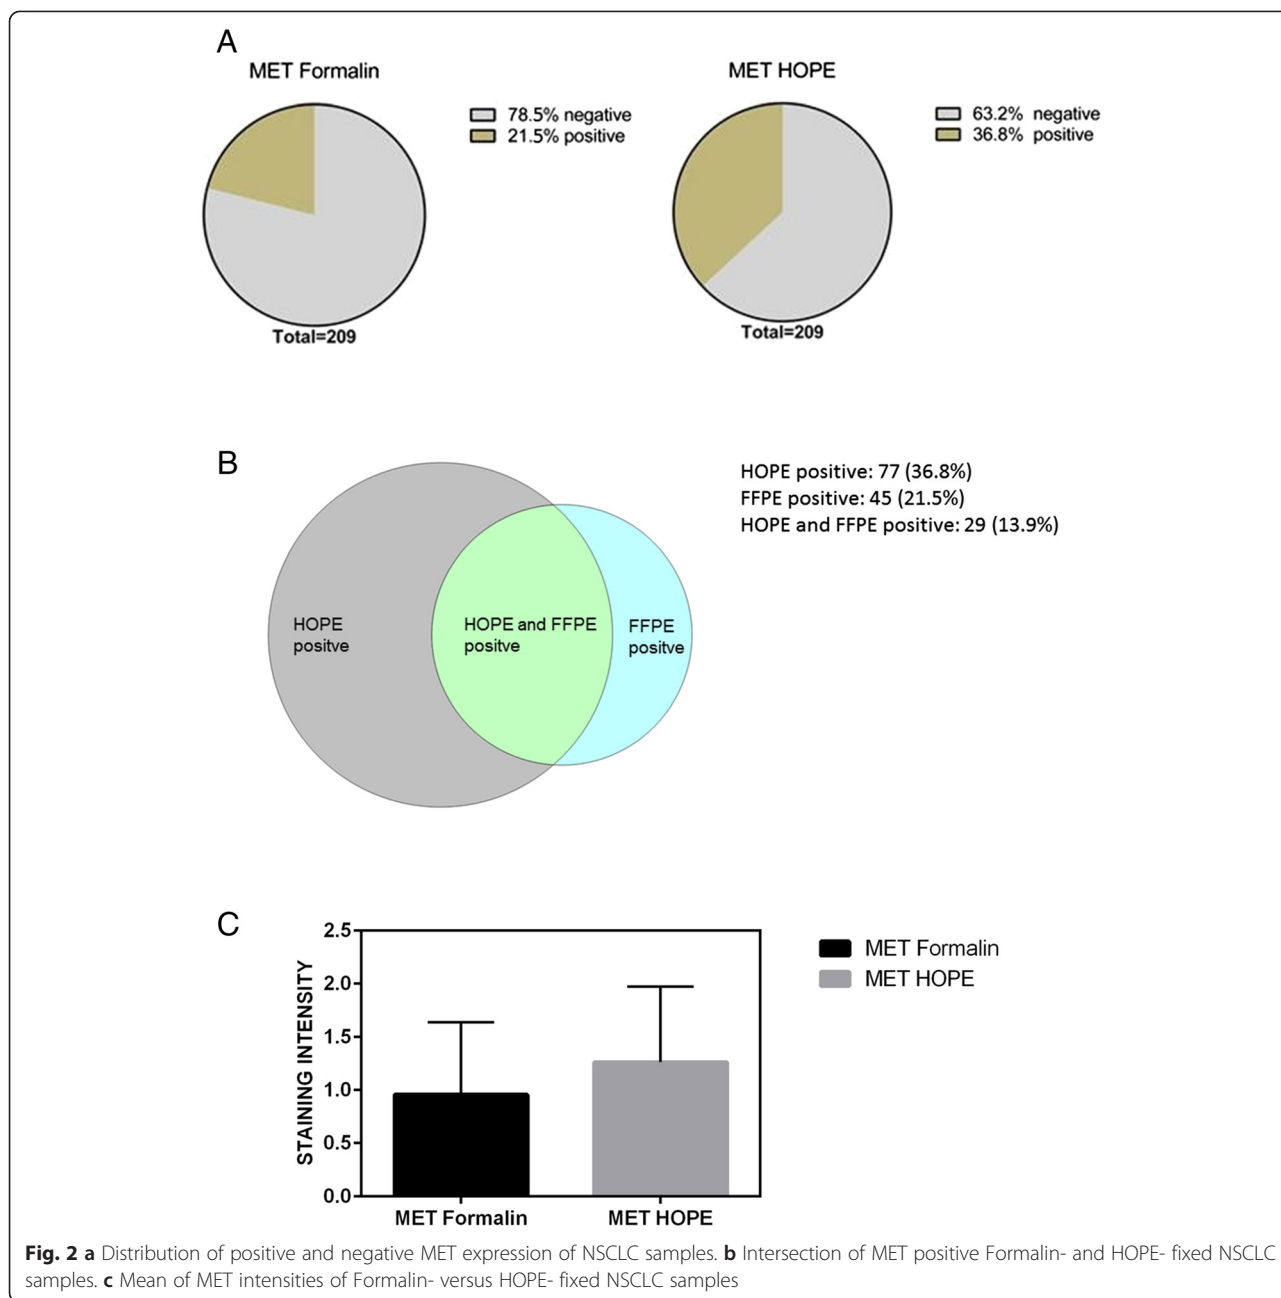 A
MET Formalin
78.5% negative
21.5% positive
Total=209
MET HOPE
63.2% negative
36.8% positive
Total=209
B
HOPE
positve
HOPE and FFPE
positve
FFPE
positve
HOPE positive: 77 (36.8%)
FFPE positive: 45 (21.5%)
HOPE and FFPE positive: 29 (13.9%)
C
STAINING INTENSITY
2.5
2.0
1.5
1.0
0.5
0.0
MET Formalin
MET HOPE
MET Formalin
MET HOPE
Fig. 2 a Distribution of positive and negative MET expression of NSCLC samples. b Intersection of MET positive Formalin- and HOPE- fixed NSCLC
samples. c Mean of MET intensities of Formalin- versus HOPE- fixed NSCLC samples